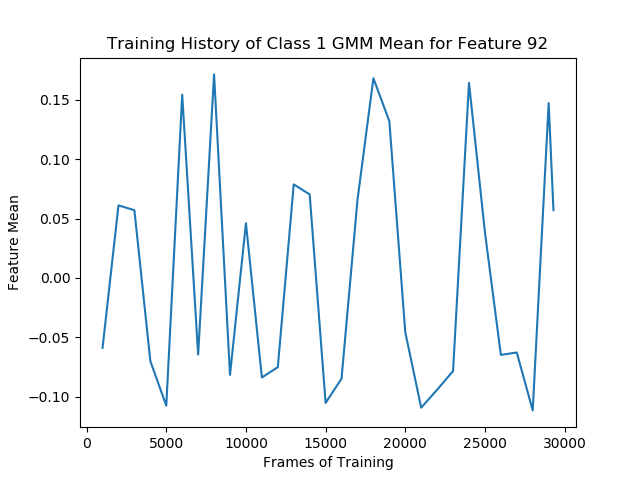 Training History of Class 1 GMM Mean for Feature 92
Feature Mean
0.15
0.10
0.05
0.00
−0.05
−0.10
0 5000 10000 15000 20000 25000 30000
Frames of Training